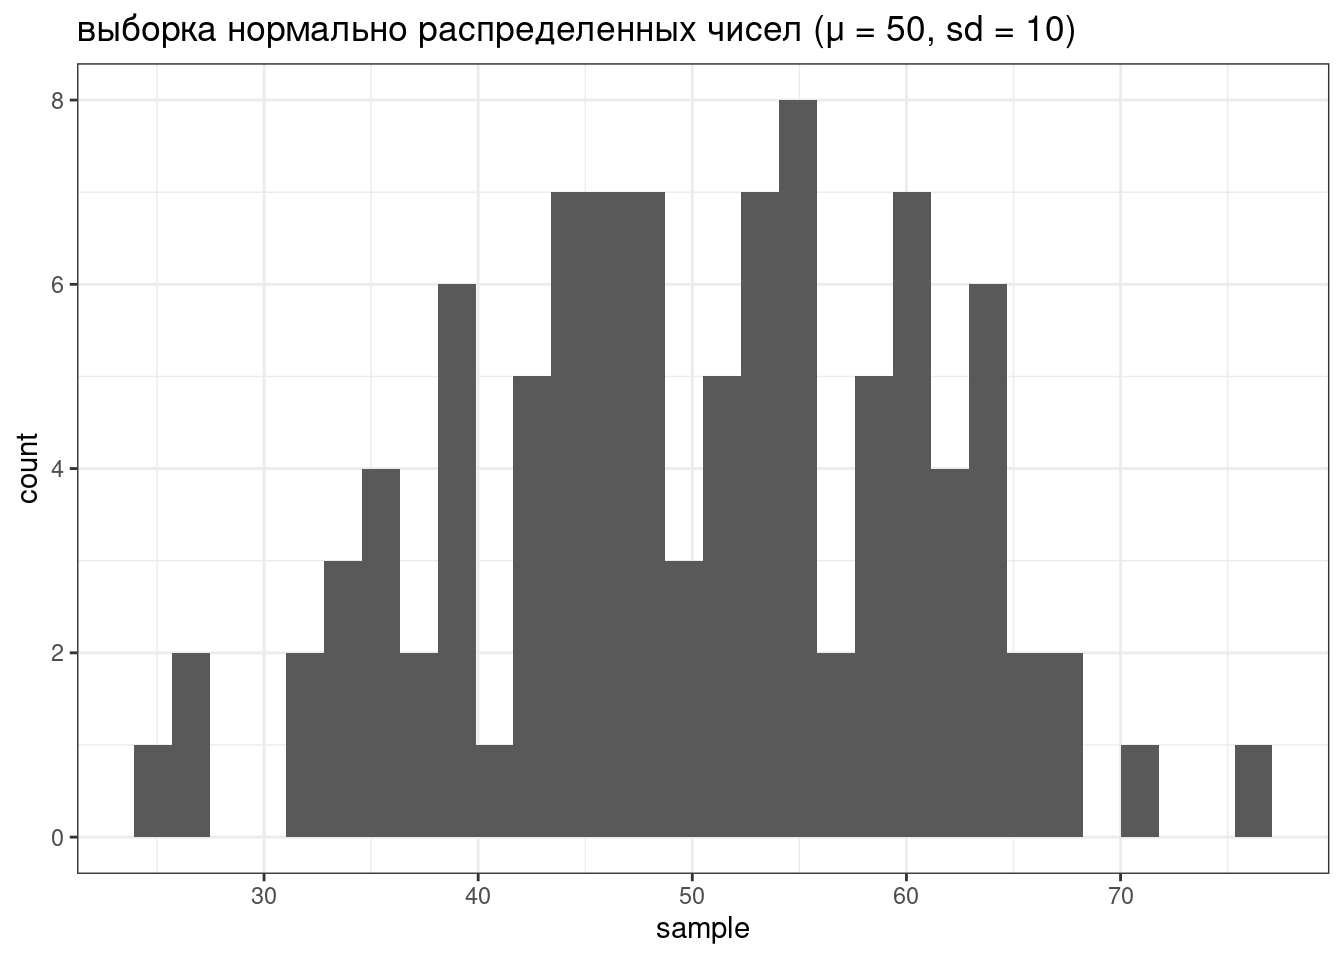 выборка нормально распределенных чисел (μ = 50, sd = 10)
8
6
4
2
0
count
30 40 50 60 70
sample